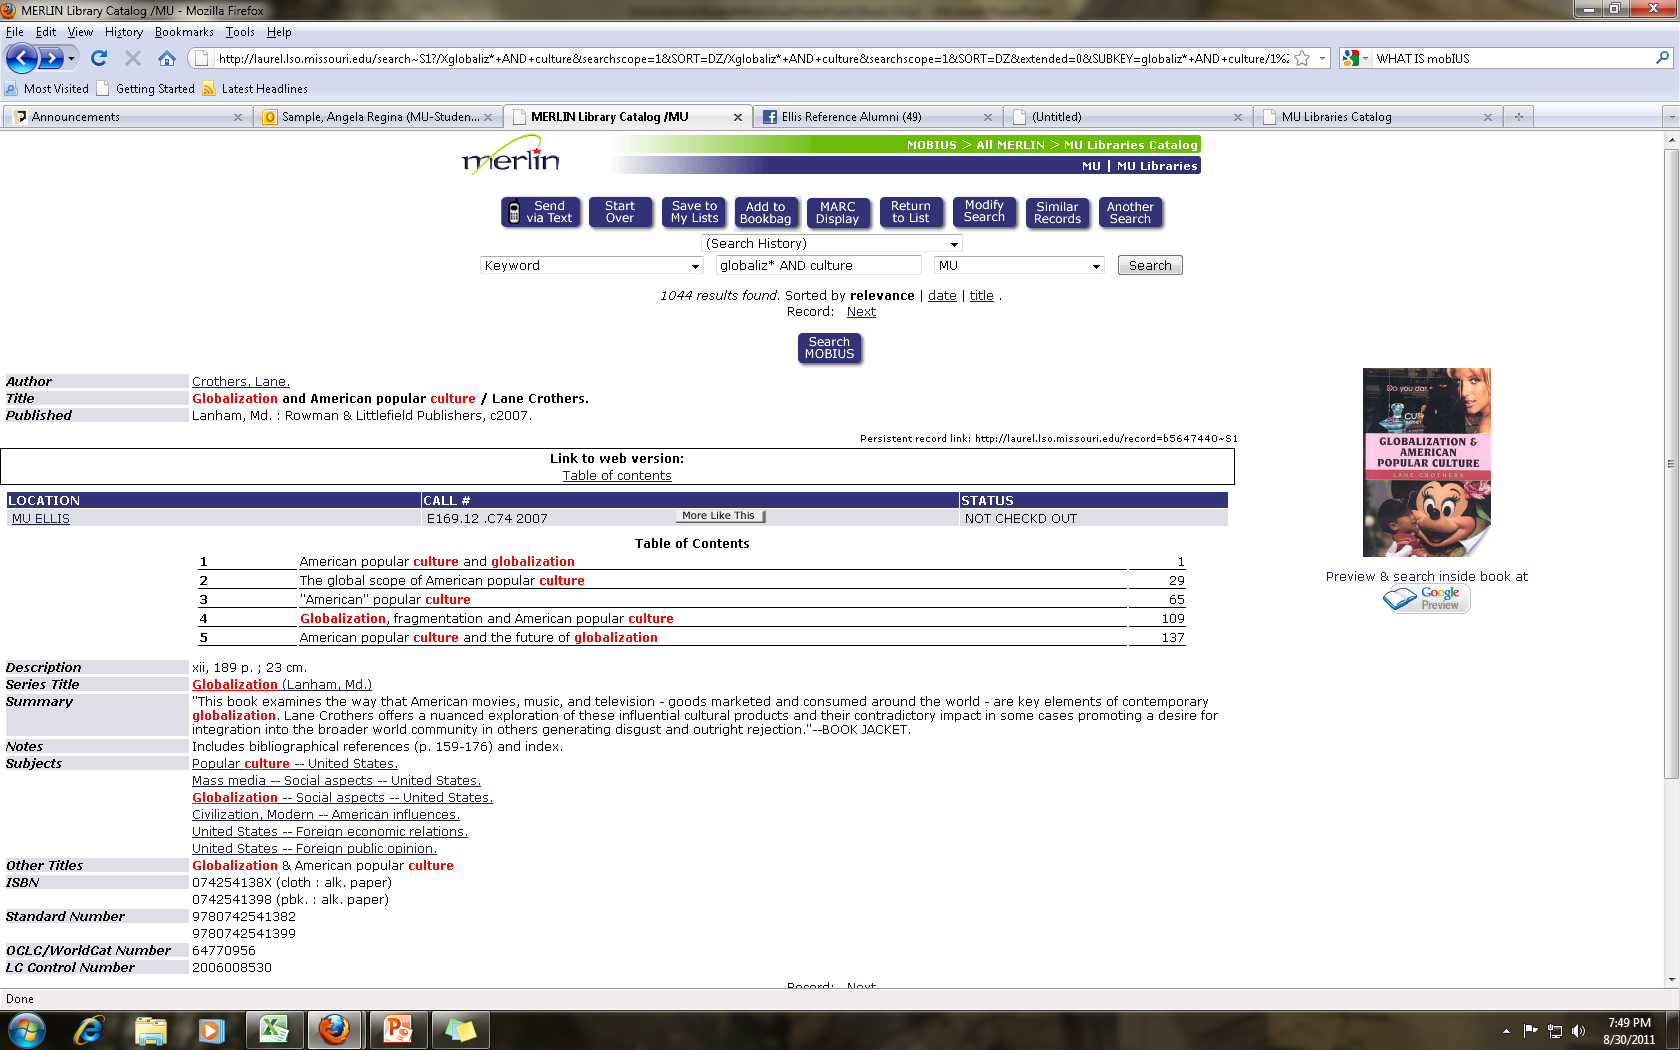 MERLIN Library Catalog /MU - Mozilla Firefox
File Edit View History Bookmarks Tools Help
http://laurel.lso.missouri.edu/search~S1?/Xglobaliz*+AND+culture&searchscope=1&SORT=DZ/Xglobaliz*+AND+culture&searchscope=1&SORT=DZ&extended=0&SUBKEY=globaliz*+AND+culture/1%2 WHAT IS mobIUS
Most Visited Getting Started Latest Headlines
Announcements Sample, Angela Regina (MU-Studen... MERLIN Library Catalog /MU Ellis Reference Alumni (49) (Untitled) MU Libraries Catalog
merlin
MOBIUS > All MERLIN > MU Libraries Catalog
MU | MU Libraries
Send via Text Start Over Save to My Lists Add to Bookbag MARC Display Return to List Modify Search Similar Records Another Search
(Search History)
Keyword globaliz* AND culture MU Search
1044 results found. Sorted by relevance | date | title .
Record: Next
Search MOBIUS
Author Crothers, Lane.
Title Globalization and American popular culture / Lane Crothers.
Published Lanham, Md. : Rowman & Littlefield Publishers, c2007.
Persistent record link: http://laurel.lso.missouri.edu/record=b5647440~S1
Link to web version:
Table of contents
LOCATION CALL # STATUS
MU ELLIS E169.12 .C74 2007 More Like This NOT CHECKD OUT
Table of Contents
1 American popular culture and globalization 1
2 The global scope of American popular culture 29
3 "American" popular culture 65
4 Globalization, fragmentation and American popular culture 109
5 American popular culture and the future of globalization 137
Do you dare
GLOBALIZATION &
AMERICAN
POPULAR CULTURE
LANE CROTHERS
Preview & search inside book at
Google Preview
Description xii, 189 p. ; 23 cm.
Series Title Globalization (Lanham, Md.)
Summary "This book examines the way that American movies, music, and television - goods marketed and consumed around the world - are key elements of contemporary
globalization. Lane Crothers offers a nuanced exploration of these influential cultural products and their contradictory impact in some cases promoting a desire for
integration into the broader world community in others generating disgust and outright rejection."--BOOK JACKET.
Notes Includes bibliographical references (p. 159-176) and index.
Subjects Popular culture -- United States.
Mass media -- Social aspects -- United States.
Globalization -- Social aspects -- United States.
Civilization, Modern -- American influences.
United States -- Foreign economic relations.
United States -- Foreign public opinion.
Other Titles Globalization & American popular culture
ISBN 074254138X (cloth : alk. paper)
0742541398 (pbk. : alk. paper)
Standard Number 9780742541382
9780742541399
OCLC/WorldCat Number 64770956
LC Control Number 2006008530
Record: Next
Done
7:49 PM
8/30/2011